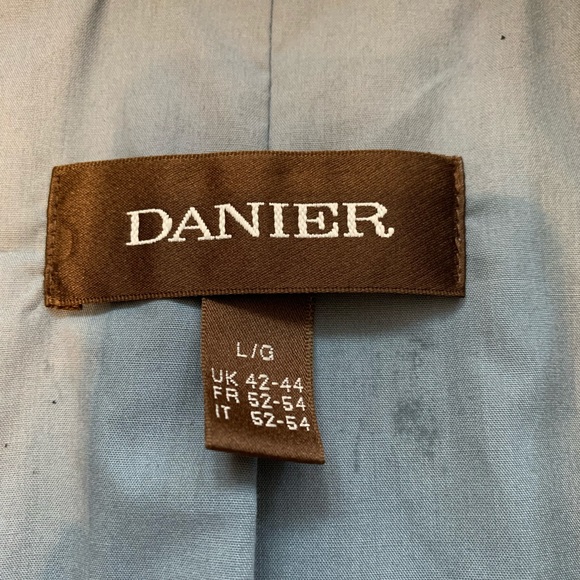 DANIER
L/G
UK 42-44
FR 52-54
IT 52-54